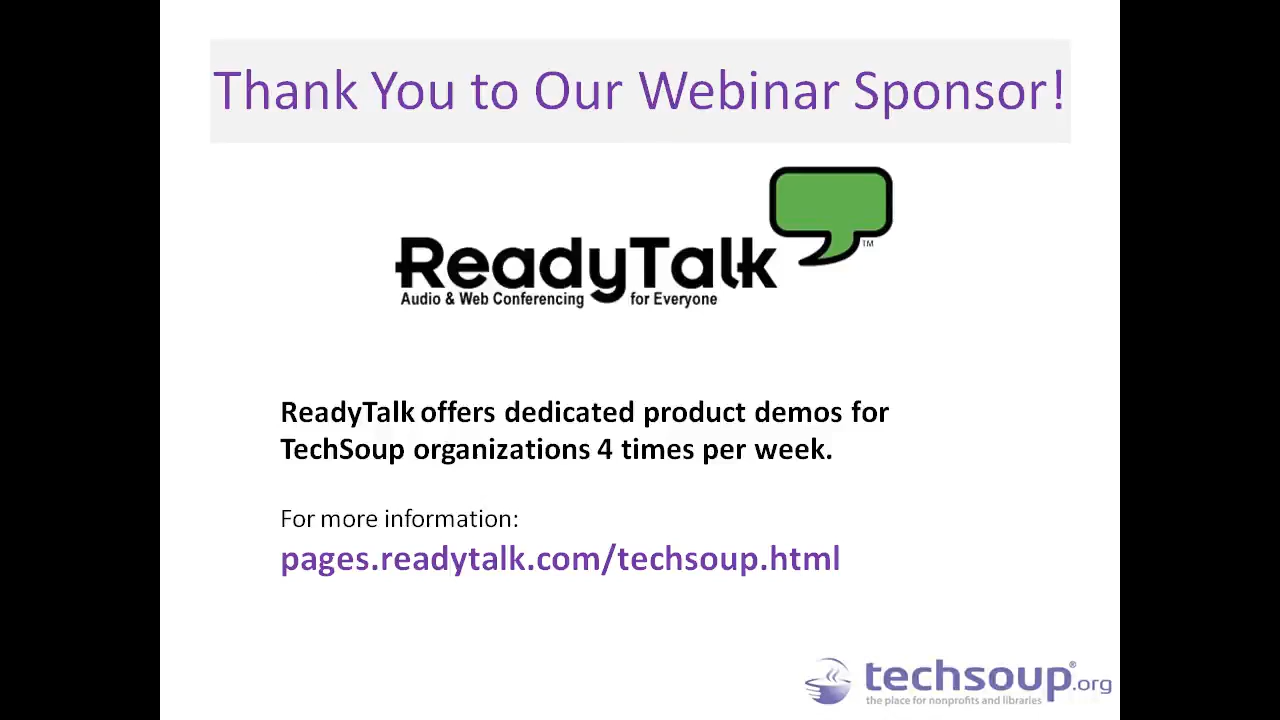 Thank You to Our Webinar Sponsor!
ReadyTalk TM
Audio & Web Conferencing for Everyone
ReadyTalk offers dedicated product demos for
TechSoup organizations 4 times per week.
For more information:
pages.readytalk.com/techsoup.html
techsoup®.org
the place for nonprofits and libraries